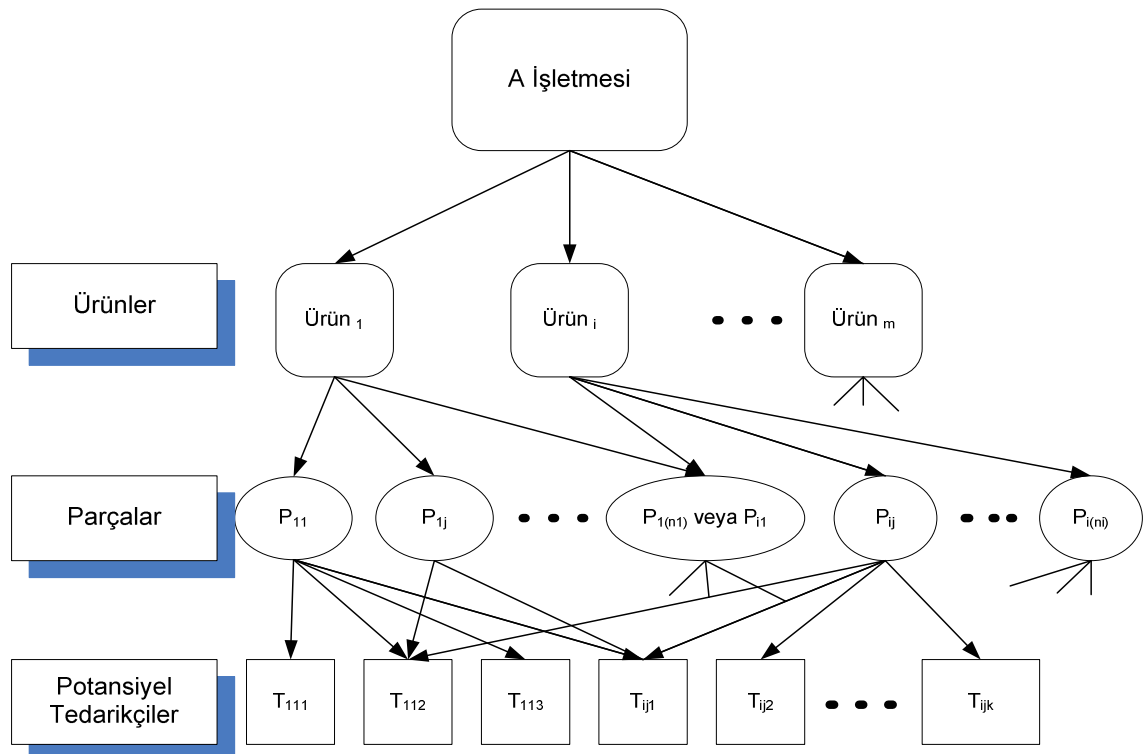 A İşletmesi
Ürünler
Ürün 1
Ürün i
Ürün m
Parçalar
P11
P1j
P1(n1) veya Pi1
Pij
Pi(ni)
Potansiyel
Tedarikçiler
T111
T112
T113
Tij1
Tij2
Tijk